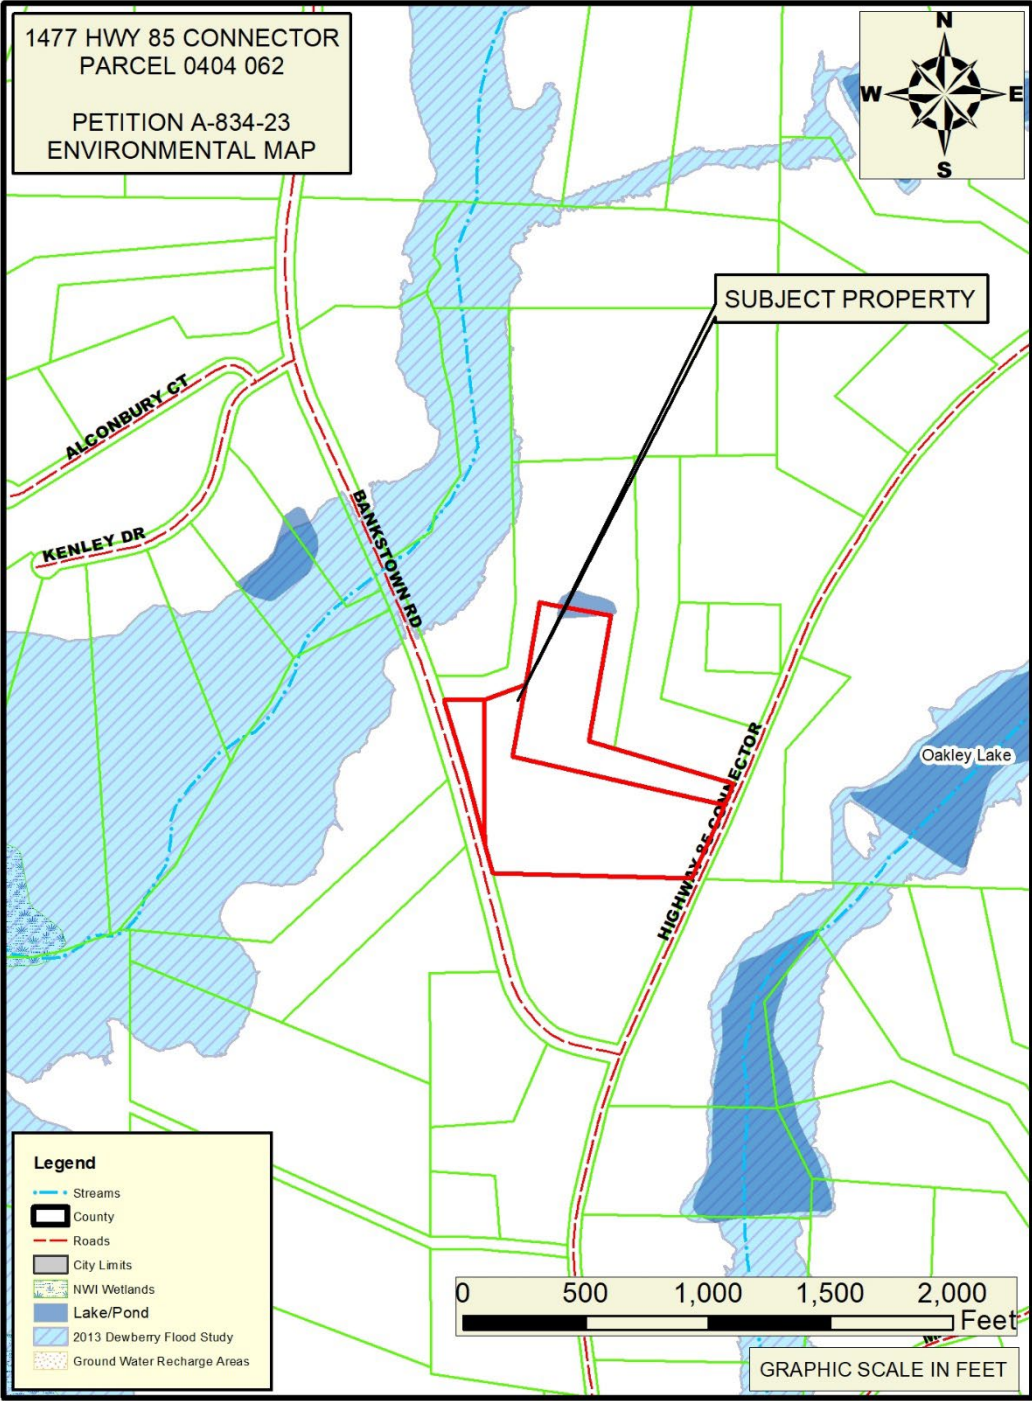 1477 HWY 85 CONNECTOR
PARCEL 0404 062
PETITION A-834-23
ENVIRONMENTAL MAP
N
W
E
S
SUBJECT PROPERTY
ALCONBURY CT
KENLEY DR
BANKSTOWN RD
Oakley Lake
HIGHWAY 85 CONNECTOR
Legend
Streams
County
Roads
City Limits
NWI Wetlands
Lake/Pond
2013 Dewberry Flood Study
Ground Water Recharge Areas
0 500 1,000 1,500 2,000
Feet
GRAPHIC SCALE IN FEET